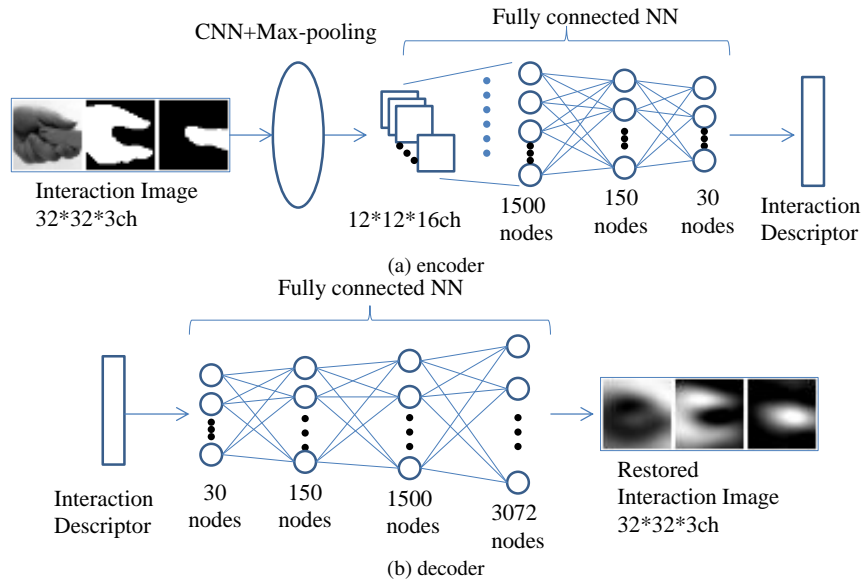 Fully connected NN
CNN+Max-pooling
Interaction Image
32*32*3ch
12*12*16ch
1500
nodes
150
nodes
30
nodes
Interaction
Descriptor
(a) encoder
Fully connected NN
Interaction
Descriptor
30
nodes
150
nodes
1500
nodes
3072
nodes
Restored
Interaction Image
32*32*3ch
(b) decoder